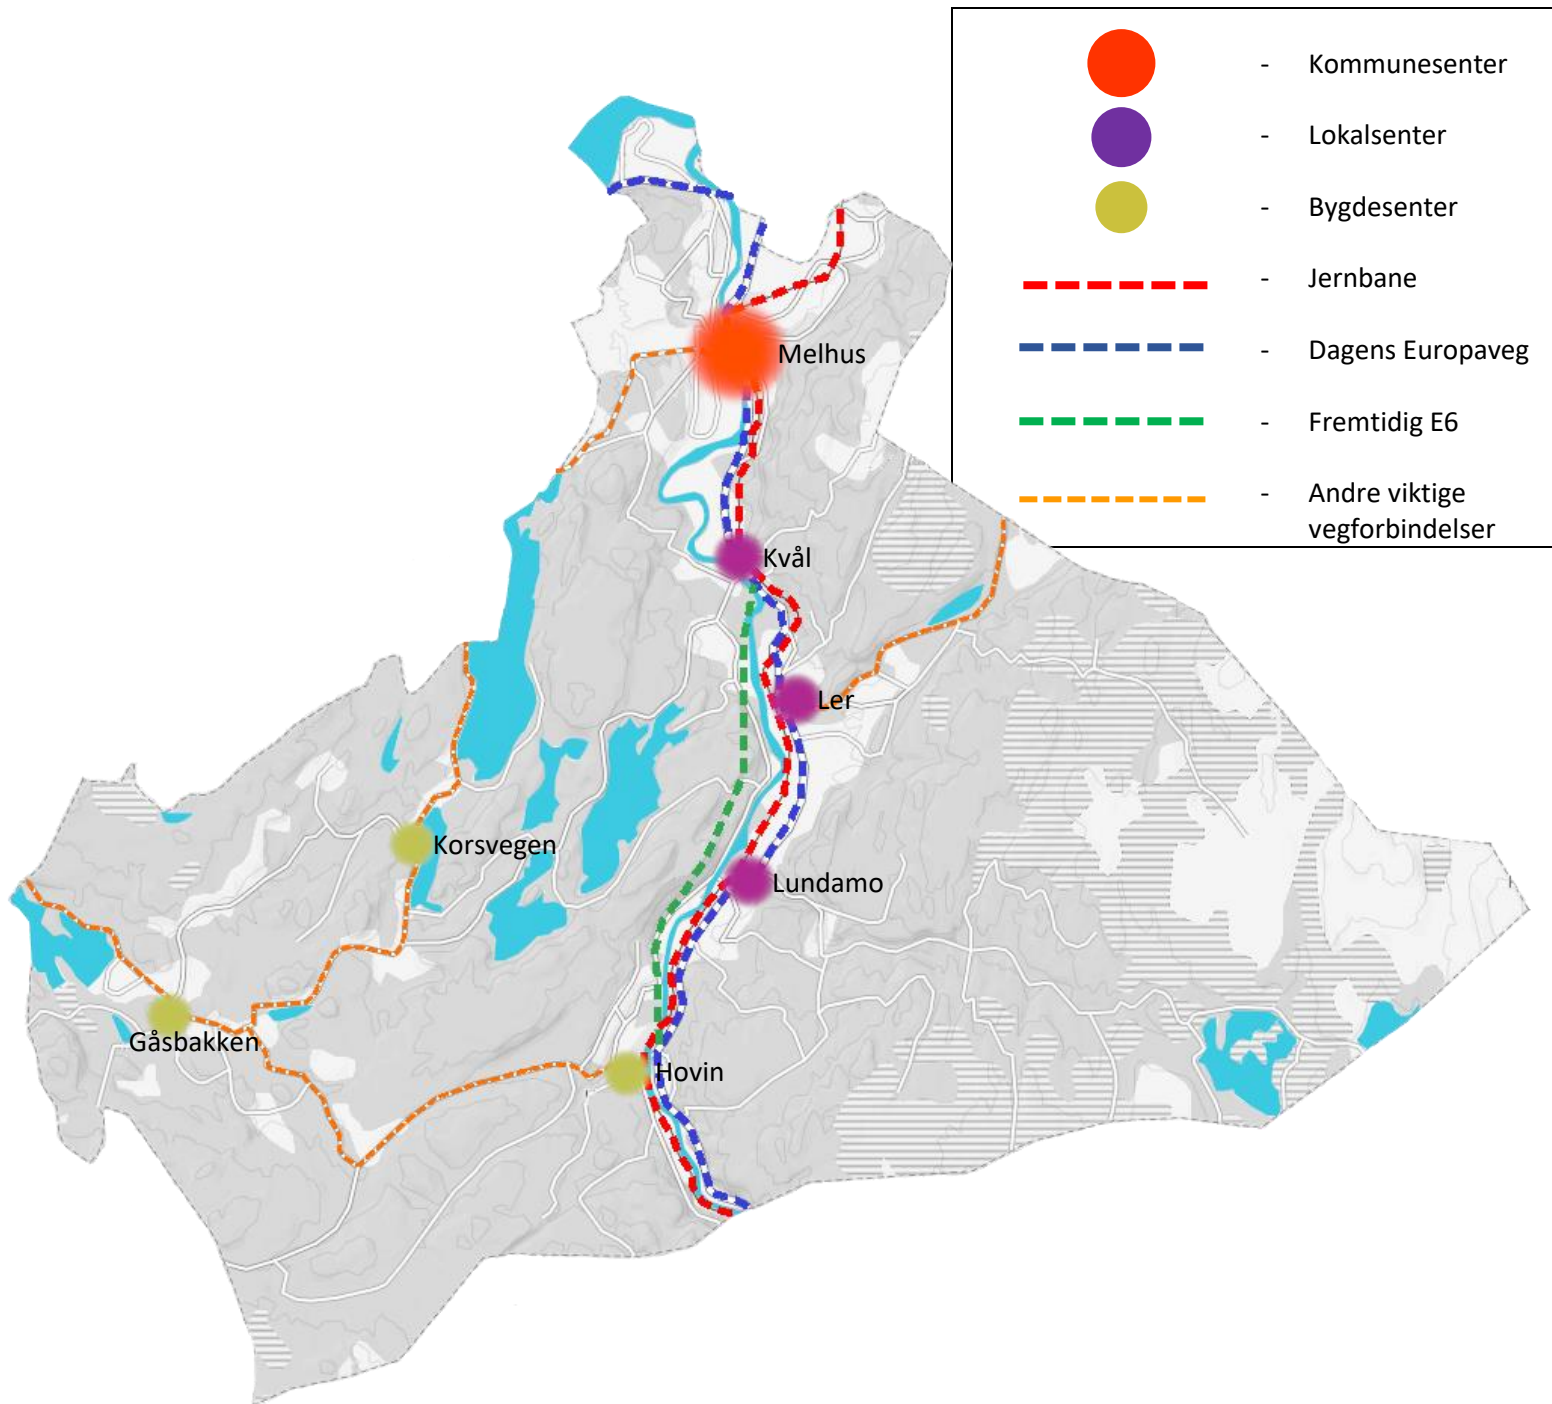 - Kommunesenter
- Lokalsenter
- Bygdesenter
- Jernbane
- Dagens Europaveg
- Fremtidig E6
- Andre viktige
vegforbindelser
Melhus
Kvål
Ler
Korsvegen
Lundamo
Gåsbakken
Hovin